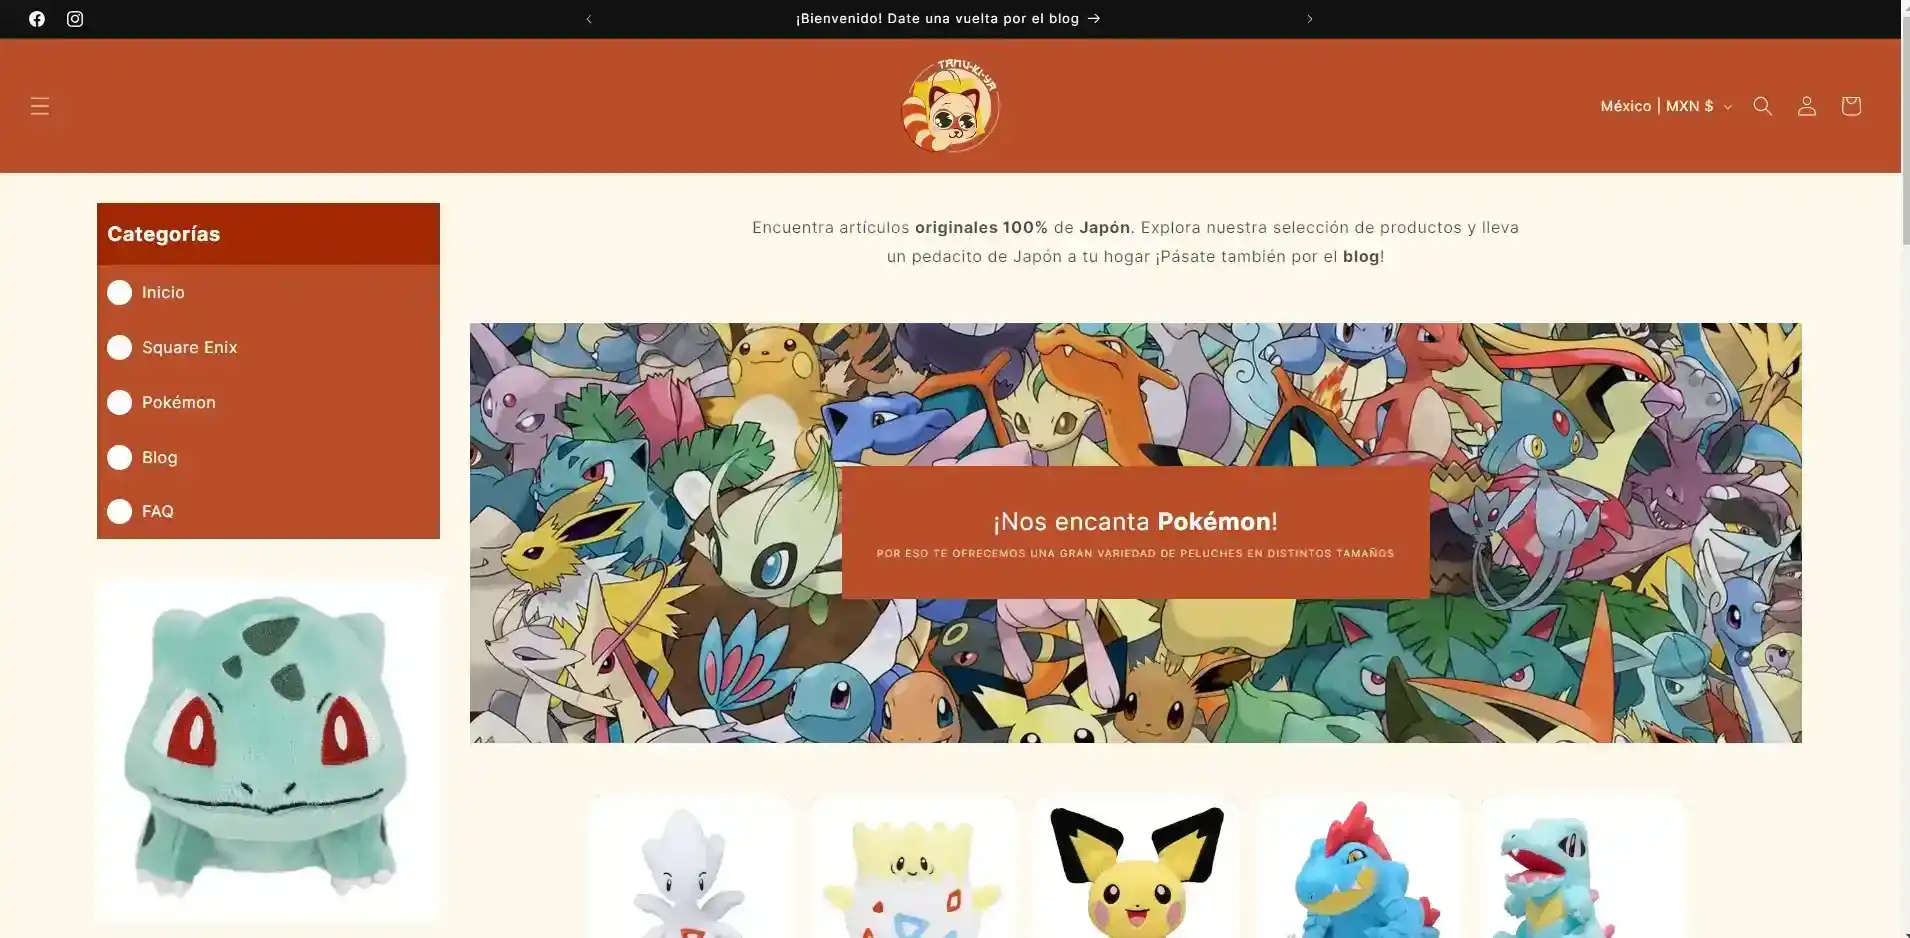 ¡Bienvenido! Date una vuelta por el blog →
TANU-KI-YA
México | MXN $
Categorías
Inicio
Square Enix
Pokémon
Blog
FAQ
Encuentra artículos originales 100% de Japón. Explora nuestra selección de productos y lleva
un pedacito de Japón a tu hogar ¡Pásate también por el blog!
¡Nos encanta Pokémon!
POR ESO TE OFRECEMOS UNA GRAN VARIEDAD DE PELUCHES EN DISTINTOS TAMAÑOS